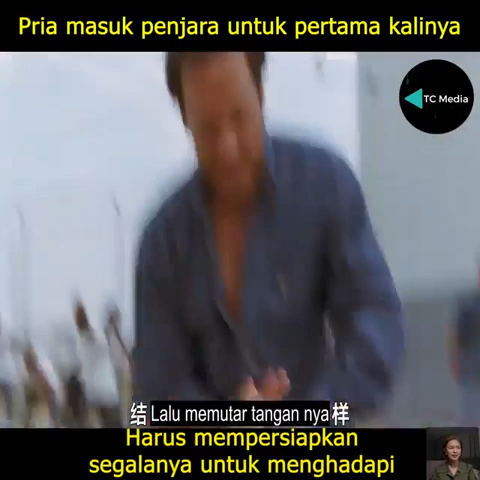 Pria masuk penjara untuk pertama kalinya
TC Media
结 Lalu memutar tangan nya 样
Harus mempersiapkan
segalanya untuk menghadapi